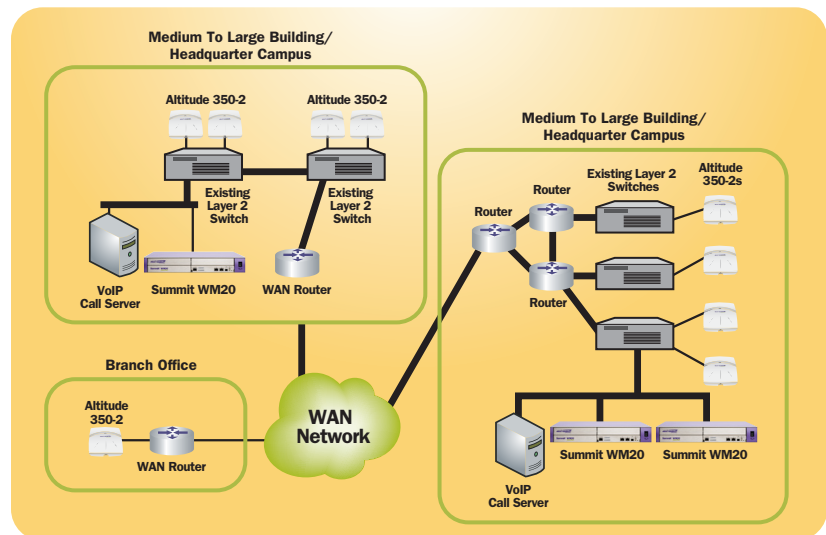 Medium To Large Building/
Headquarter Campus
Altitude 350-2
Altitude 350-2
Existing
Layer 2
Switch
Existing
Layer 2
Switch
VoIP
Call Server
Summit WM20
WAN Router
Branch Office
Altitude
350-2
WAN Router
WAN
Network
Medium To Large Building/
Headquarter Campus
Router
Router
Router
Existing Layer 2
Switches
Altitude
350-2s
VoIP
Call Server
Summit WM20
Summit WM20